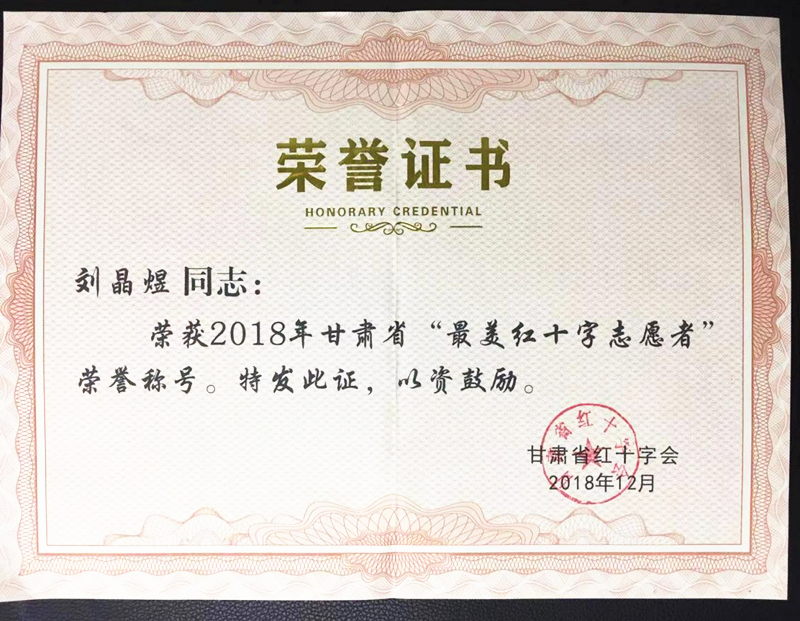 荣誉证书
HONORARY CREDENTIAL
刘晶煜 同志：
荣获2018年甘肃省“最美红十字志愿者”
荣誉称号。特发此证，以资鼓励。
甘肃省红十字会
2018年12月